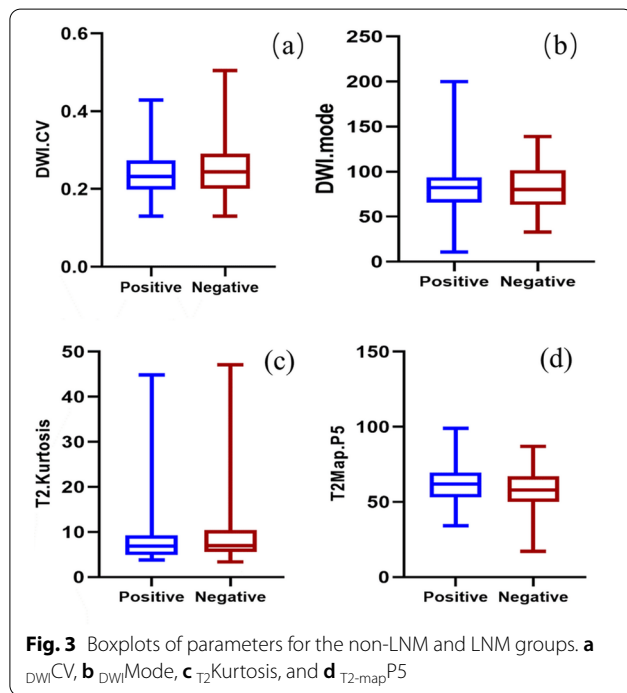 (a)
0.6
0.4
0.2
0.0
DWI.CV
Positive Negative
(b)
250
200
150
100
50
0
DWI.mode
Positive Negative
(c)
50
40
30
20
10
0
T2.Kurtosis
Positive Negative
(d)
150
100
50
0
T2Map.P5
Positive Negative
Fig. 3 Boxplots of parameters for the non-LNM and LNM groups. a
DWICV, b DWIMode, c T2Kurtosis, and d T2-mapP5